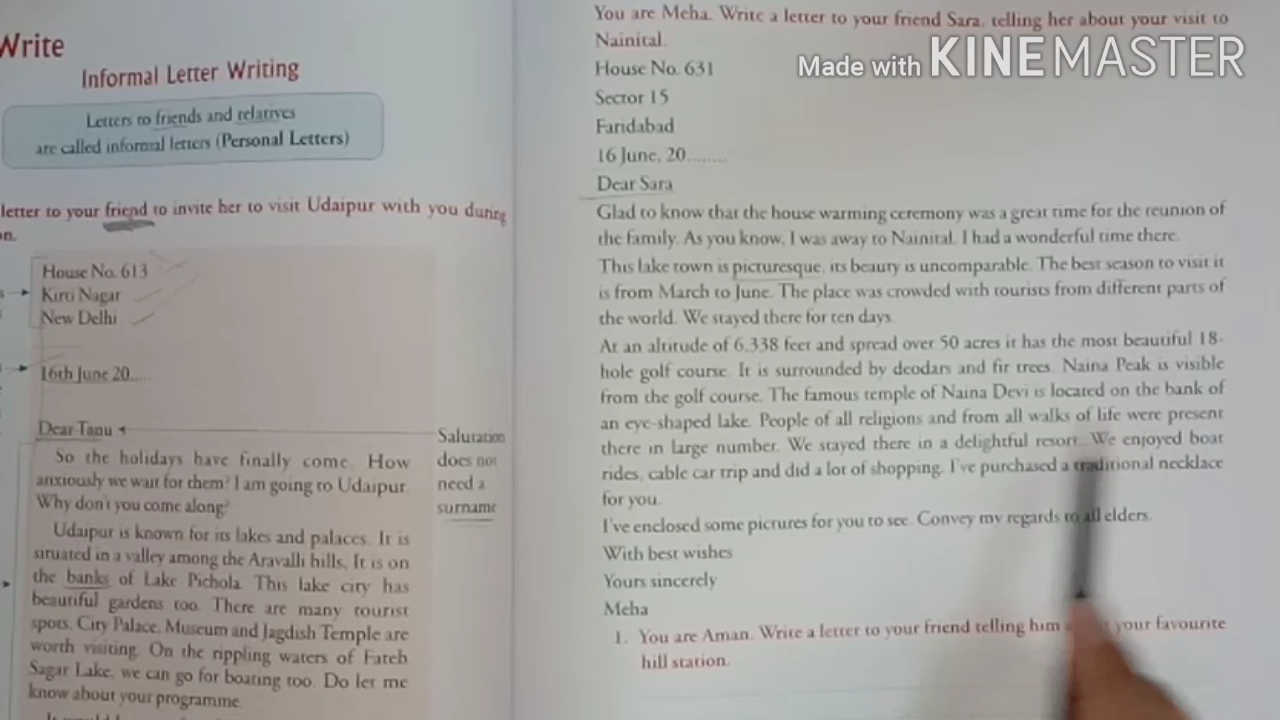 Write
Informal Letter Writing
Letters to friends and relatives
are called informal letters (Personal Letters)
letter to your friend to invite her to visit Udaipur with you during
on.
House No. 613
Kirti Nagar
New Delhi
16th June 20.....
Dear Tanu
Salutation
does not
need a
surname
So the holidays have finally come. How
anxiously we wait for them? I am going to Udaipur.
Why don't you come along?
Udaipur is known for its lakes and palaces. It is
situated in a valley among the Aravalli hills. It is on
the banks of Lake Pichola. This lake city has
beautiful gardens too. There are many tourist
spots. City Palace, Museum and Jagdish Temple are
worth visiting. On the rippling waters of Fateh
Sagar Lake, we can go for boating too. Do let me
know about your programme.
You are Meha. Write a letter to your friend Sara, telling her about your visit to
Nainital.
Made with KINEMASTER
House No. 631
Sector 15
Faridabad
16 June, 20........
Dear Sara
Glad to know that the house warming ceremony was a great time for the reunion of
the family. As you know, I was away to Nainital. I had a wonderful time there.
This lake town is picturesque, its beauty is uncomparable. The best season to visit it
is from March to June. The place was crowded with tourists from different parts of
the world. We stayed there for ten days.
At an altitude of 6,338 feet and spread over 50 acres it has the most beautiful 18-
hole golf course. It is surrounded by deodars and fir trees. Naina Peak is visible
from the golf course. The famous temple of Naina Devi is located on the bank of
an eye-shaped lake. People of all religions and from all walks of life were present
there in large number. We stayed there in a delightful resort. We enjoyed boat
rides, cable car trip and did a lot of shopping. I've purchased a traditional necklace
for you.
I've enclosed some pictures for you to see. Convey my regards to all elders.
With best wishes
Yours sincerely
Meha
1. You are Aman. Write a letter to your friend telling him your favourite
hill station.